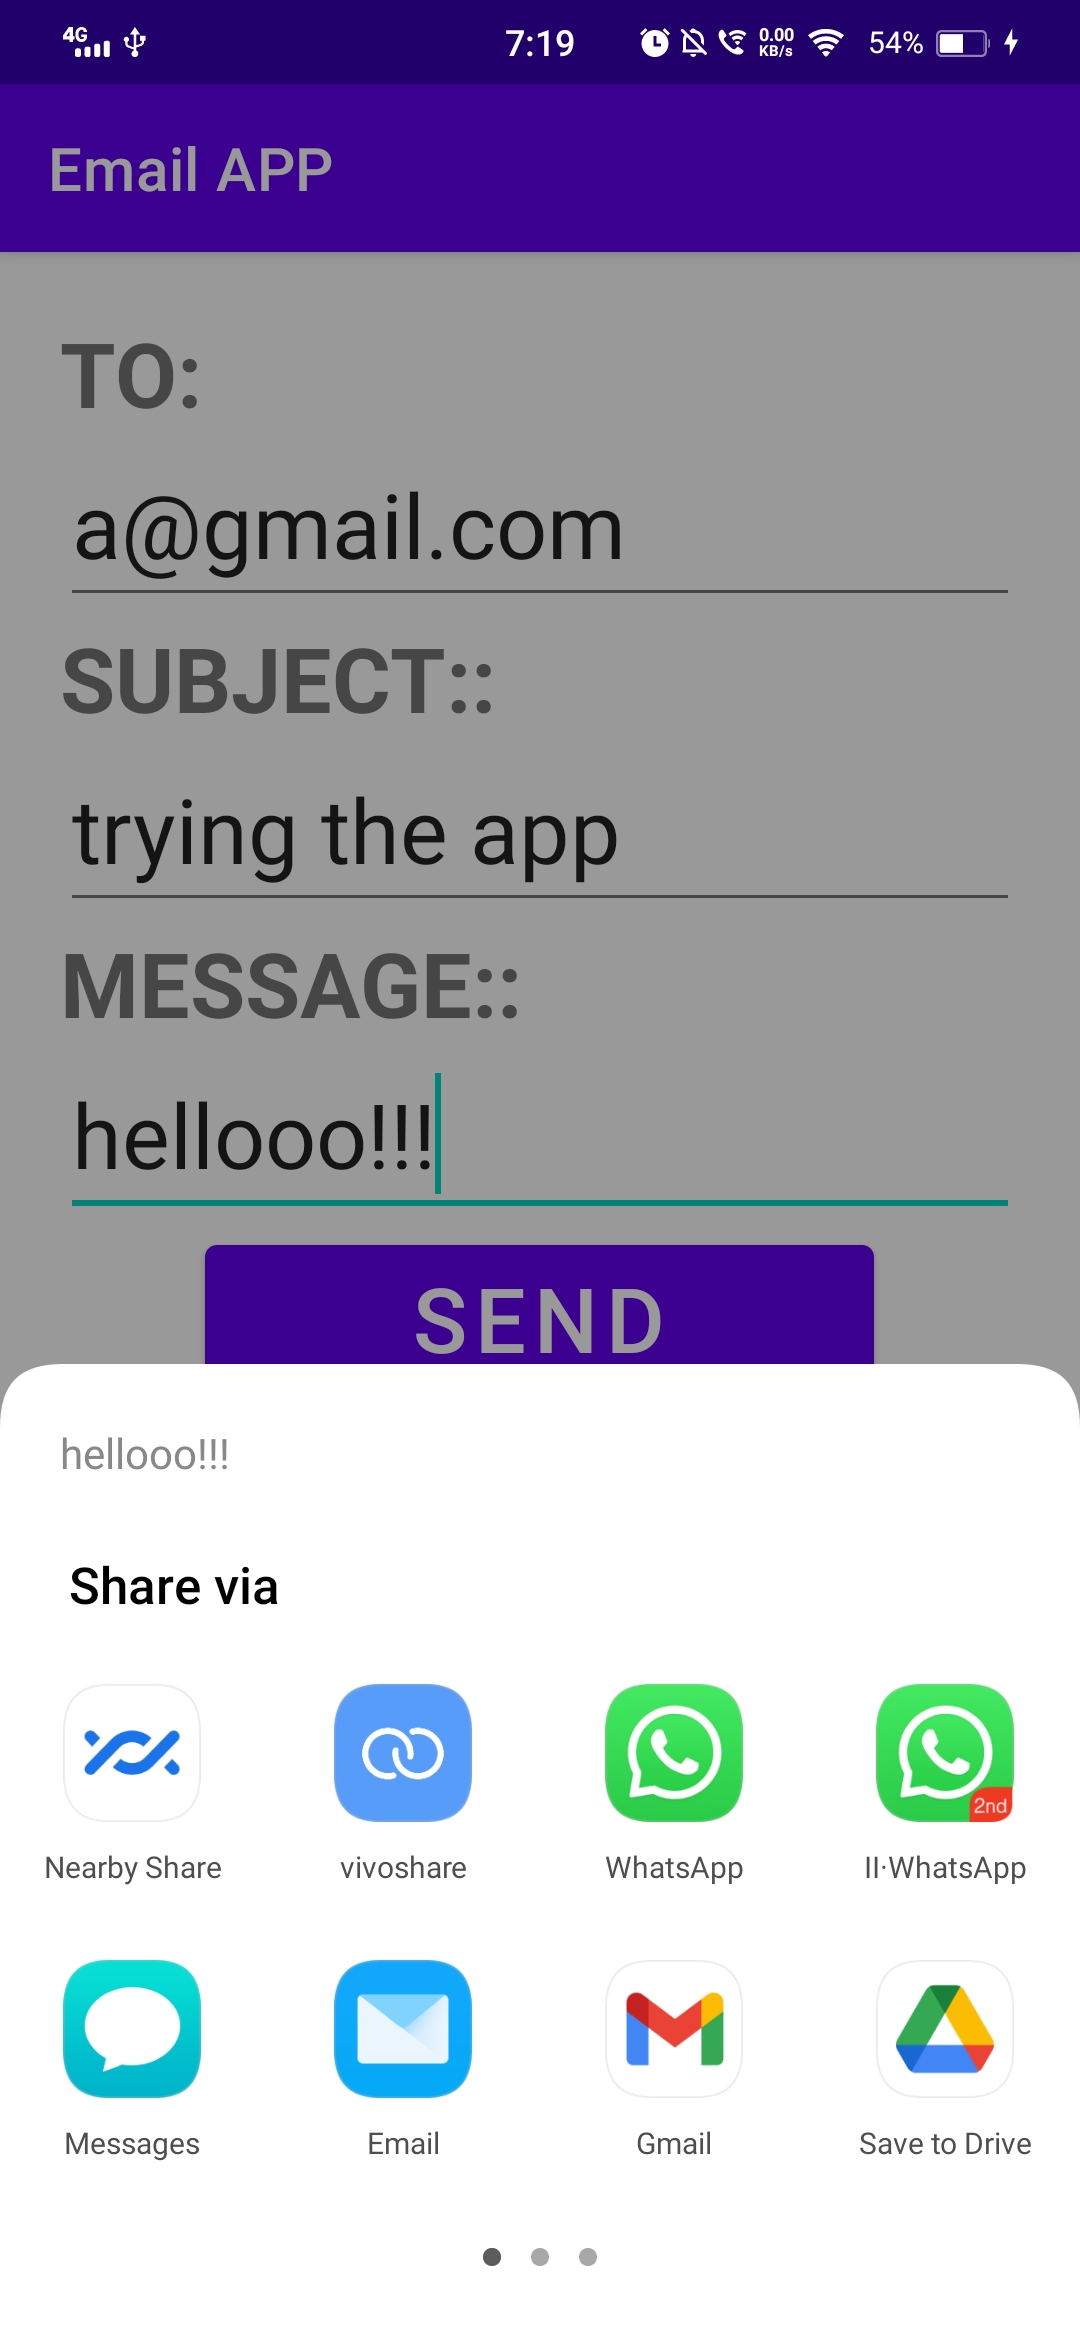 4G 7:19 0.00 KB/s 54%
Email APP
TO:
a@gmail.com
SUBJECT::
trying the app
MESSAGE::
hellooo!!!
SEND
hellooo!!!
Share via
2nd
Nearby Share vivoshare WhatsApp II·WhatsApp
Messages Email Gmail Save to Drive